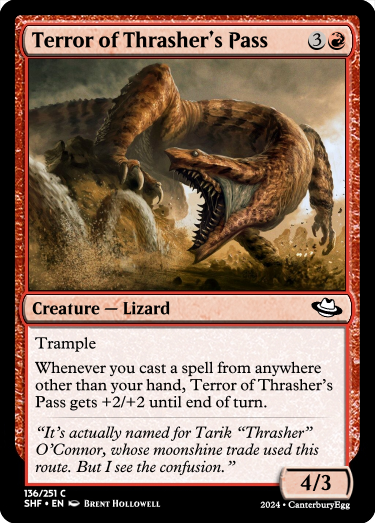 Terror of Thrasher's Pass 3
Creature — Lizard
Trample
Whenever you cast a spell from anywhere
other than your hand, Terror of Thrasher's
Pass gets +2/+2 until end of turn.
“It's actually named for Tarik “Thrasher”
O'Connor, whose moonshine trade used this
route. But I see the confusion.”
4/3
136/251 C
SHF • EN Brent Hollowell
2024 • CanterburyEgg